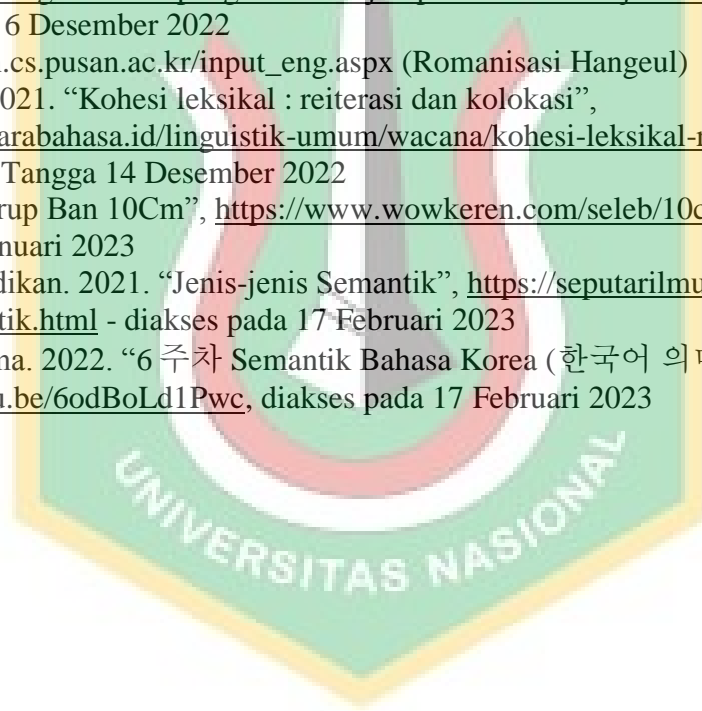 6 Desember 2022
.cs.pusan.ac.kr/input_eng.aspx (Romanisasi Hangeul)
021. “Kohesi leksikal : reiterasi dan kolokasi”,
arabahasa.id/linguistik-umum/wacana/kohesi-leksikal-
Tangga 14 Desember 2022
rup Ban 10Cm”, https://www.wowkeren.com/seleb/10c
nuari 2023
dikan. 2021. “Jenis-jenis Semantik”, https://seputarilmu
tik.html - diakses pada 17 Februari 2023
na. 2022. “6 주차 Semantik Bahasa Korea (한국어 의
u.be/6odBoLd1Pwc, diakses pada 17 Februari 2023
UNIVERSITAS NASIONAL